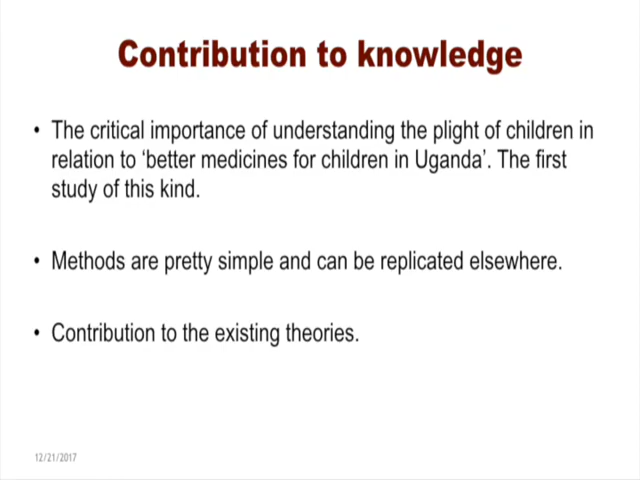 Contribution to knowledge
• The critical importance of understanding the plight of children in
relation to ‘better medicines for children in Uganda’. The first
study of this kind.
• Methods are pretty simple and can be replicated elsewhere.
• Contribution to the existing theories.
12/21/2017